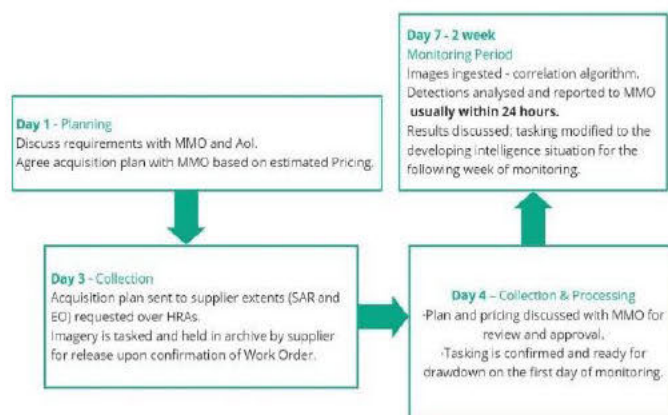 Day 1 - Planning
Discuss requirements with MMO and AoI.
Agree acquisition plan with MMO based on estimated Pricing.
Day 3 - Collection
Acquisition plan sent to supplier extents (SAR and
EO) requested over HRAs.
Imagery is tasked and held in archive by supplier
for release upon confirmation of Work Order.
Day 4 – Collection & Processing
·Plan and pricing discussed with MMO for
review and approval.
·Tasking is confirmed and ready for
drawdown on the first day of monitoring.
Day 7 - 2 week
Monitoring Period
Images ingested - correlation algorithm.
Detections analysed and reported to MMO
usually within 24 hours.
Results discussed; tasking modified to the
developing intelligence situation for the
following week of monitoring.